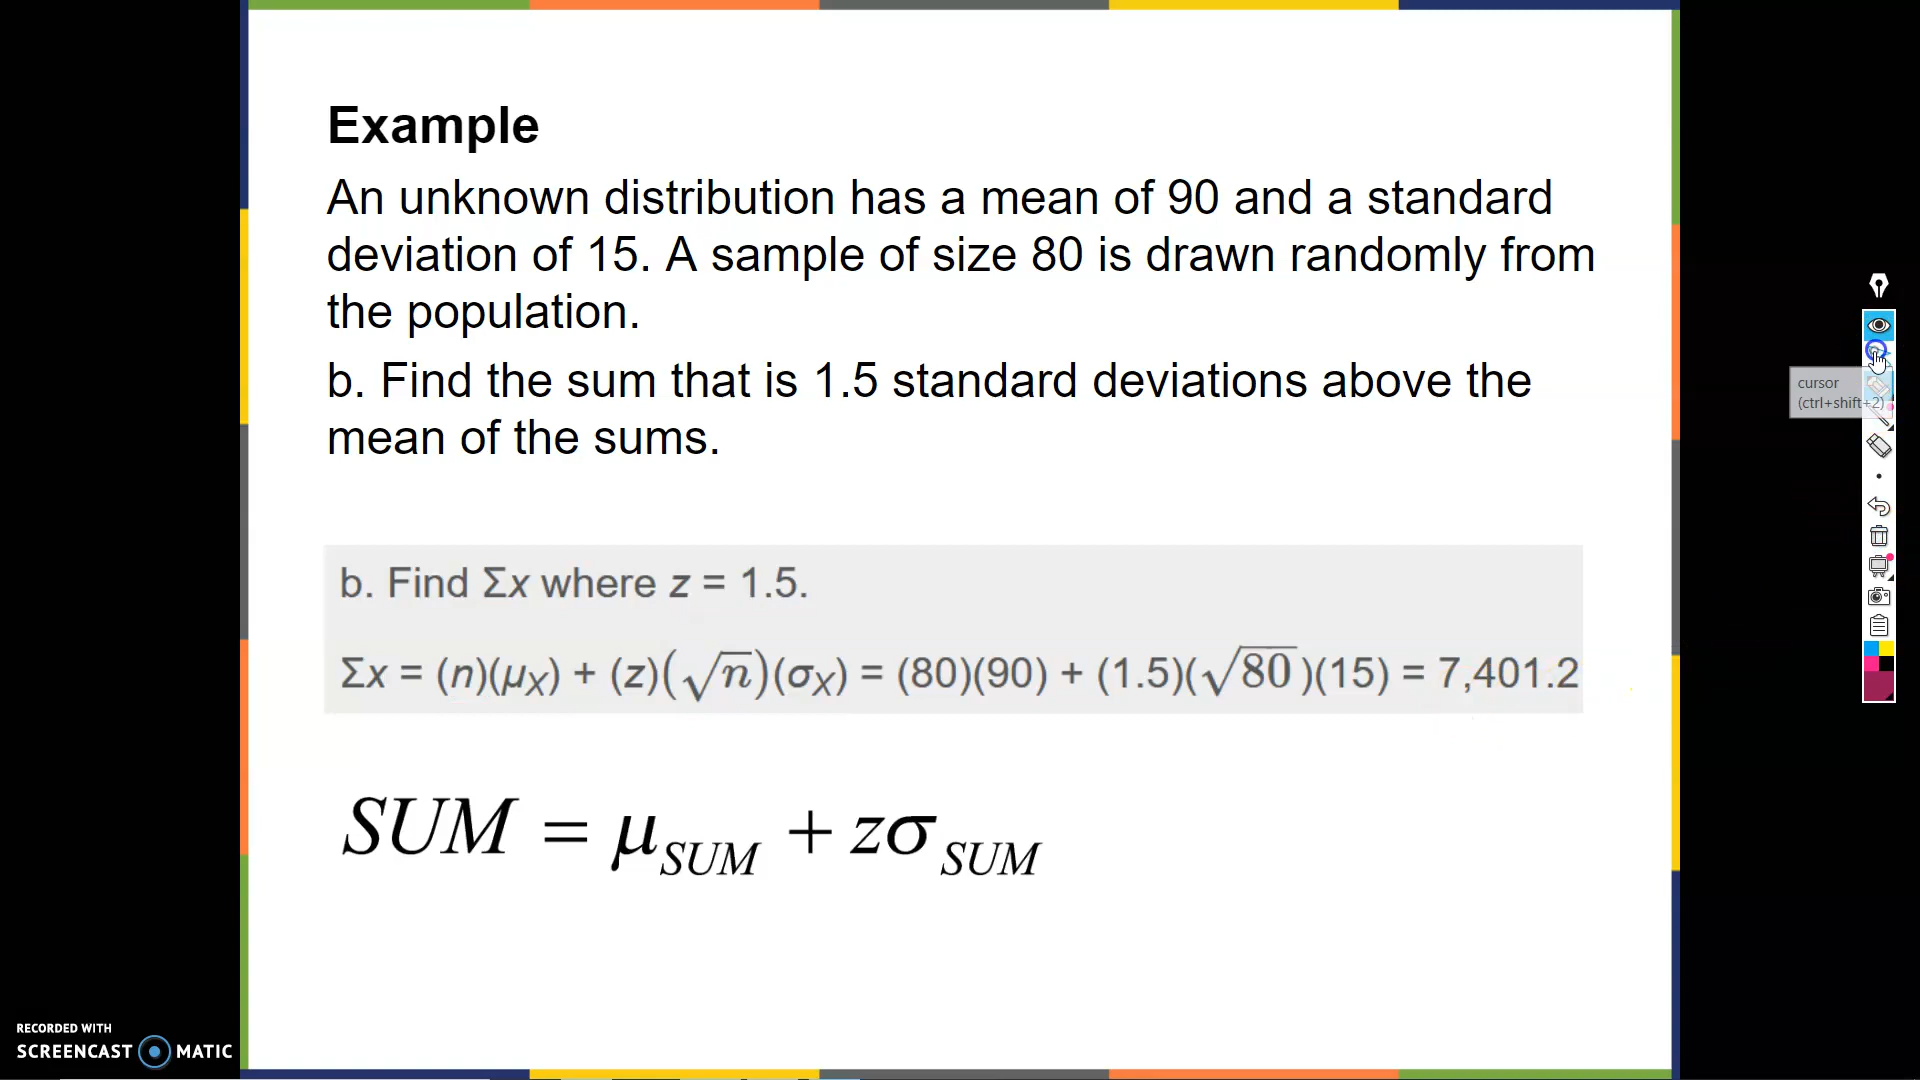 Example
An unknown distribution has a mean of 90 and a standard
deviation of 15. A sample of size 80 is drawn randomly from
the population.
b. Find the sum that is 1.5 standard deviations above the
mean of the sums.
cursor
(ctrl+shift+2)
b. Find Σx where z = 1.5.
Σx = (n)(μX) + (z)(√n)(σX) = (80)(90) + (1.5)(√80)(15) = 7,401.2
SUM = μSUM + zσSUM
RECORDED WITH
SCREENCAST MATIC